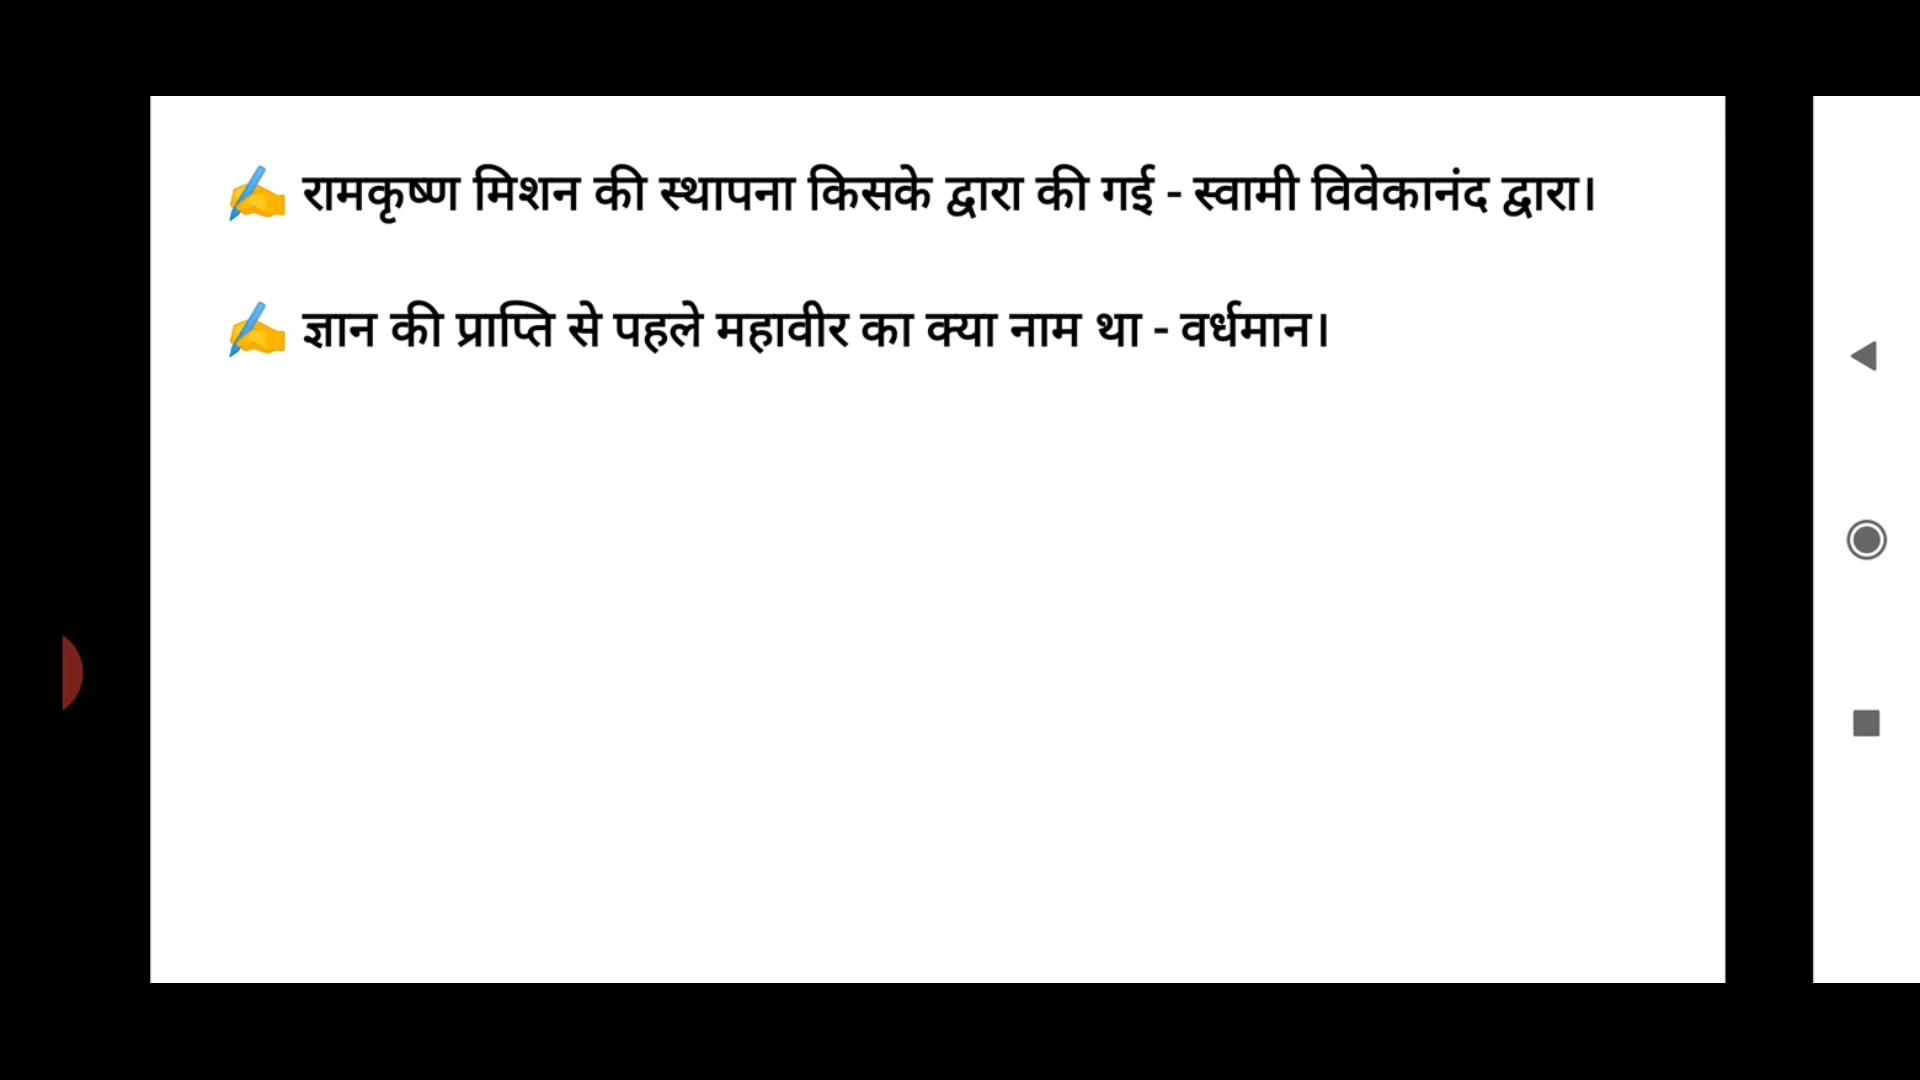 ✍️ रामकृष्ण मिशन की स्थापना किसके द्वारा की गई - स्वामी विवेकानंद द्वारा।
✍️ ज्ञान की प्राप्ति से पहले महावीर का क्या नाम था - वर्धमान।